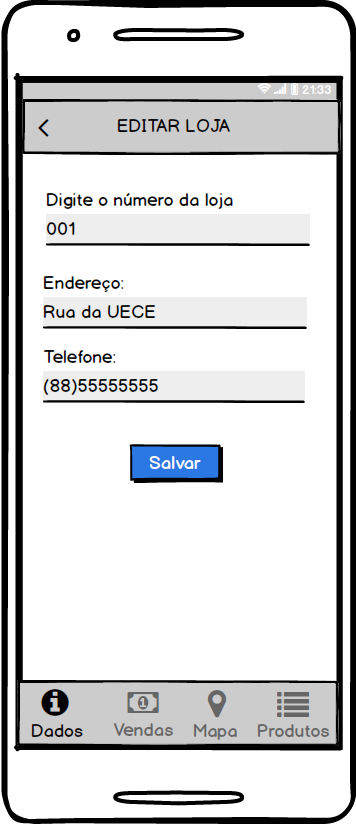 21:33
EDITAR LOJA
Digite o número da loja
001
Endereço:
Rua da UECE
Telefone:
(88)55555555
Salvar
1
Dados Vendas Mapa Produtos